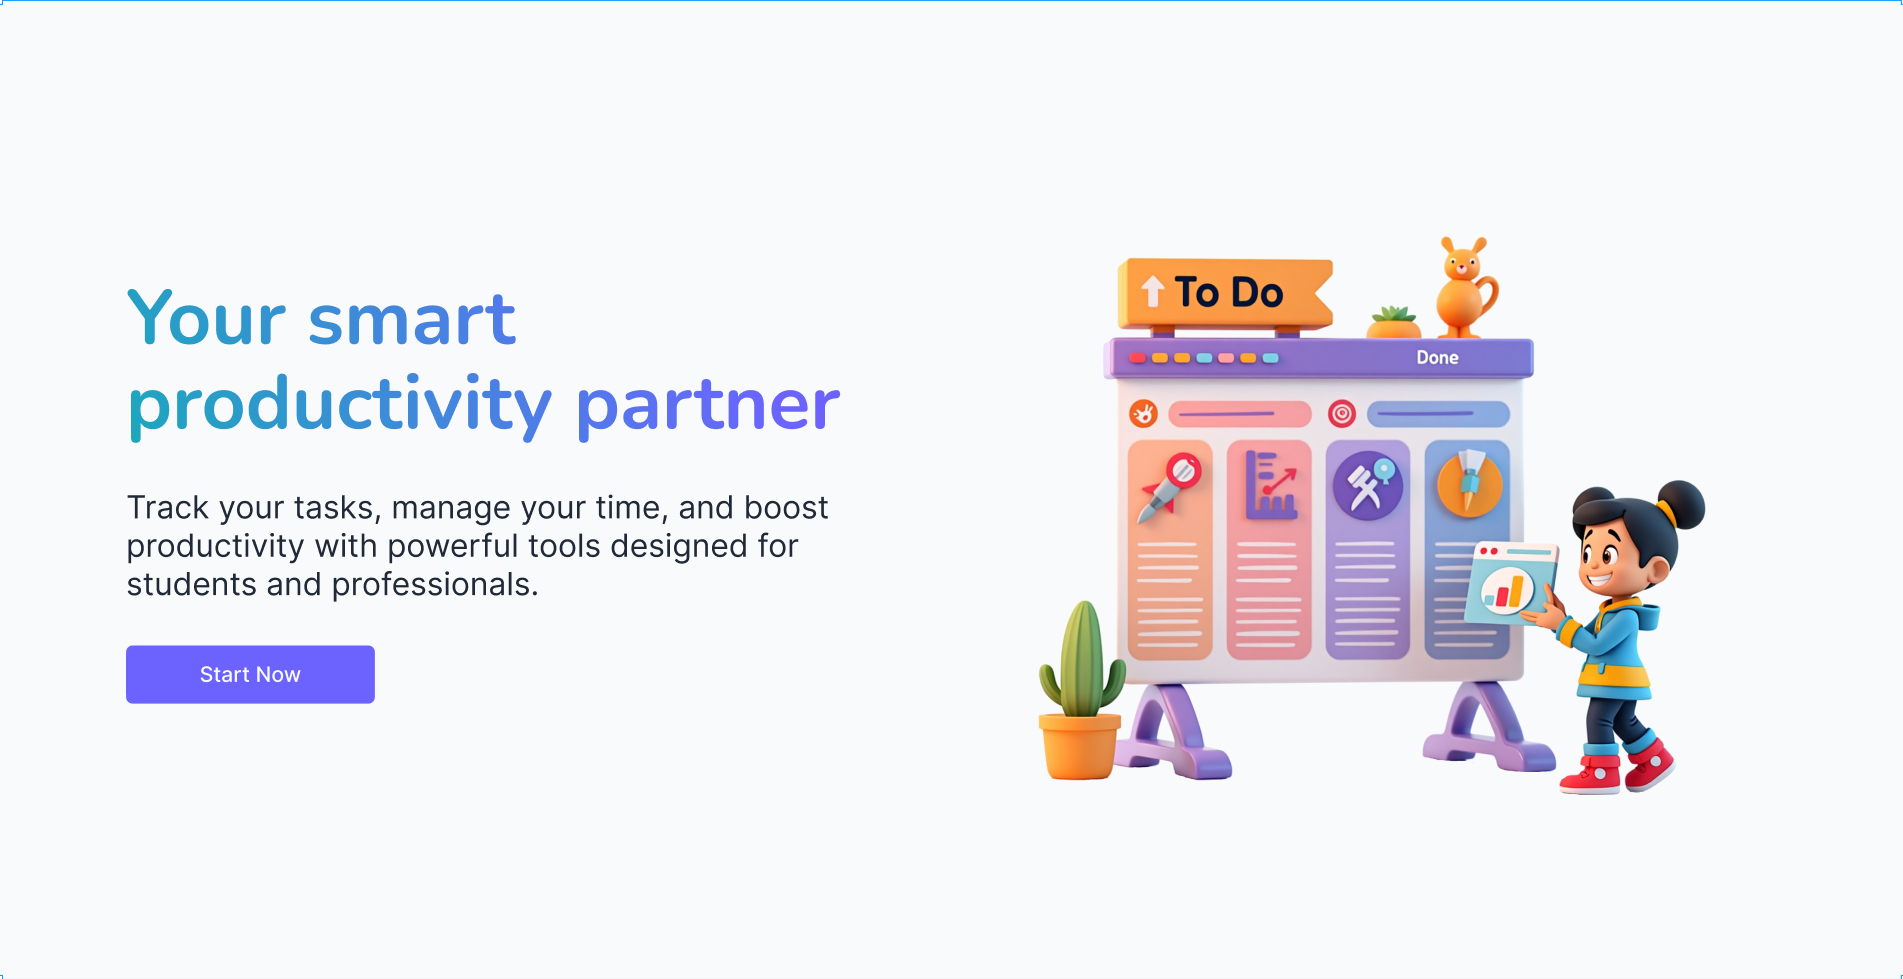 Your smart
productivity partner
Track your tasks, manage your time, and boost
productivity with powerful tools designed for
students and professionals.
Start Now
To Do
Done